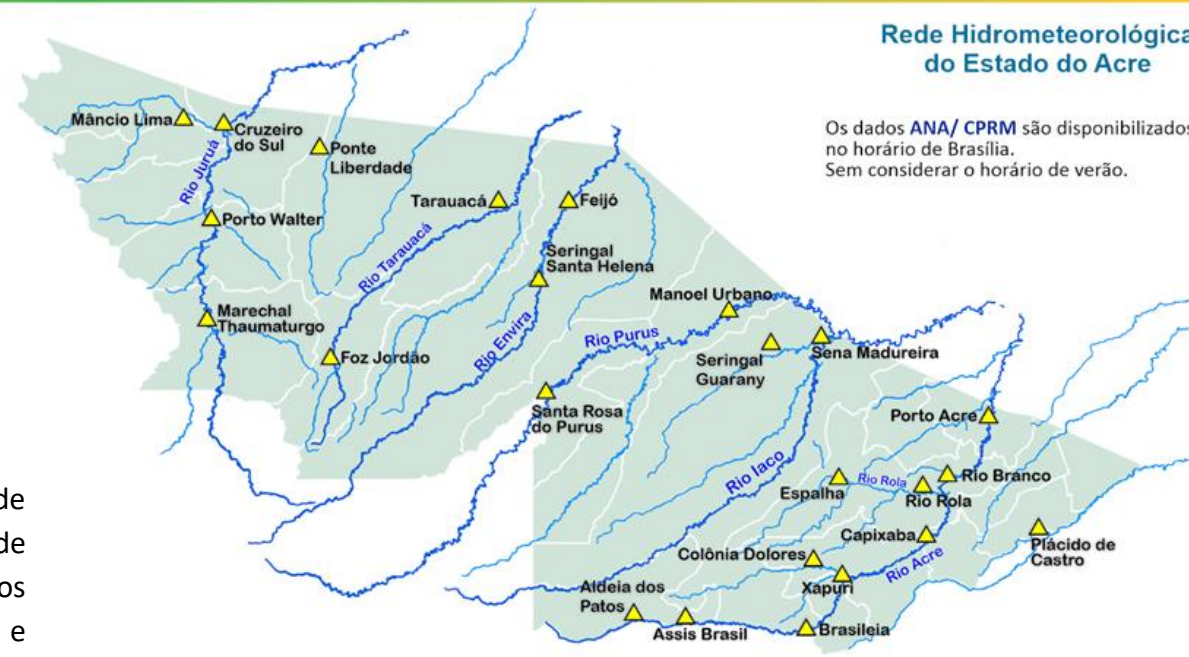 Rede Hidrometeorológica
do Estado do Acre
Os dados ANA/ CPRM são disponibilizados
no horário de Brasília.
Sem considerar o horário de verão.
Mâncio Lima
Cruzeiro
do Sul
Ponte
Liberdade
Rio Juruá
Tarauacá
Feijó
Porto Walter
Rio Tarauacá
Seringal
Santa Helena
Manoel Urbano
Marechal
Thaumaturgo
Rio Envira
Rio Purus
Foz Jordão
Seringal
Guarany
Sena Madureira
Santa Rosa
do Purus
Porto Acre
Rio Iaco
Espalha
Rio Rola
Rio Rola
Rio Branco
Capixaba
Plácido de
Castro
Colônia Dolores
Rio Acre
Xapuri
Aldeia dos
Patos
Assis Brasil
Brasileia
de
de
os
e